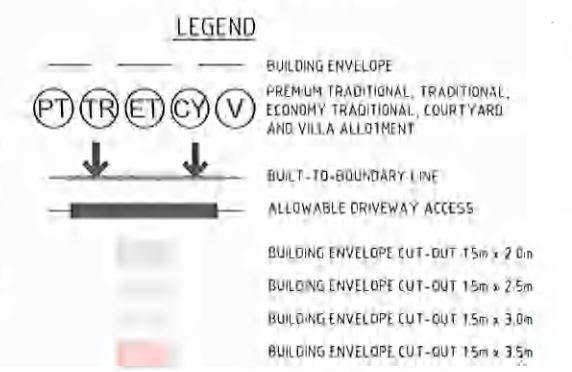 LEGEND
BUILDING ENVELOPE
PT TR ET CY V
PREMIUM TRADITIONAL, TRADITIONAL,
ECONOMY TRADITIONAL, COURTYARD
AND VILLA ALLOTMENT
BUILT-TO-BOUNDARY LINE
ALLOWABLE DRIVEWAY ACCESS
BUILDING ENVELOPE CUT-OUT 1.5m x 2.0m
BUILDING ENVELOPE CUT-OUT 1.5m x 2.5m
BUILDING ENVELOPE CUT-OUT 1.5m x 3.0m
BUILDING ENVELOPE CUT-OUT 1.5m x 3.5m